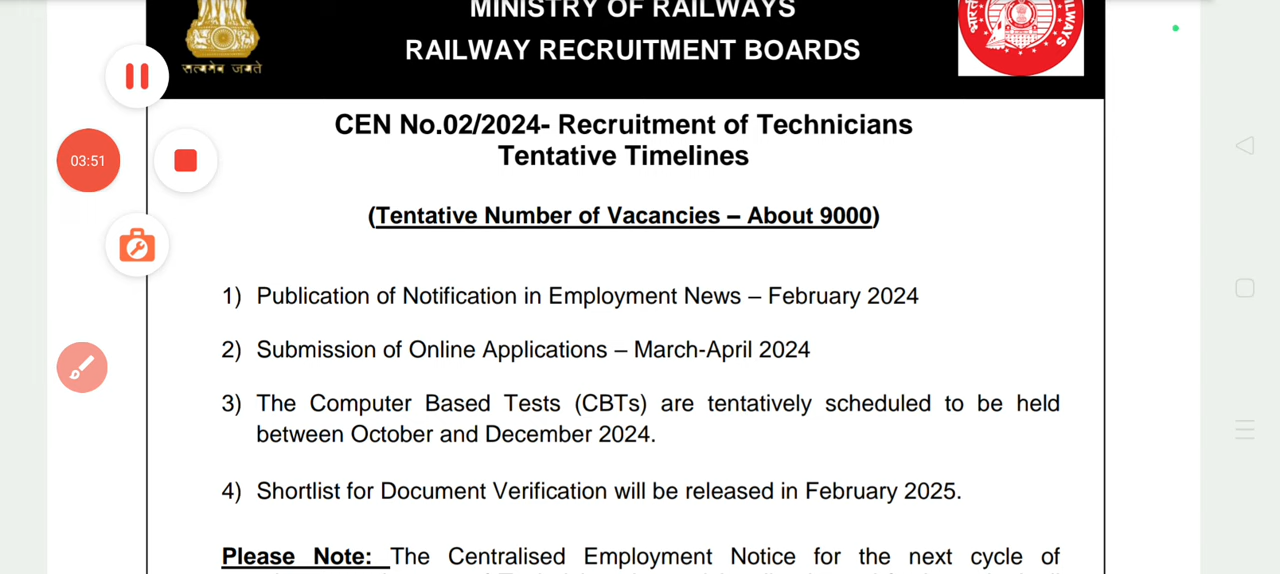 MINISTRY OF RAILWAYS
RAILWAY RECRUITMENT BOARDS
सत्यमेव जयते
CEN No.02/2024- Recruitment of Technicians
Tentative Timelines
(Tentative Number of Vacancies – About 9000)
03:51
1) Publication of Notification in Employment News – February 2024
2) Submission of Online Applications – March-April 2024
3) The Computer Based Tests (CBTs) are tentatively scheduled to be held
between October and December 2024.
4) Shortlist for Document Verification will be released in February 2025.
Please Note: The Centralised Employment Notice for the next cycle of